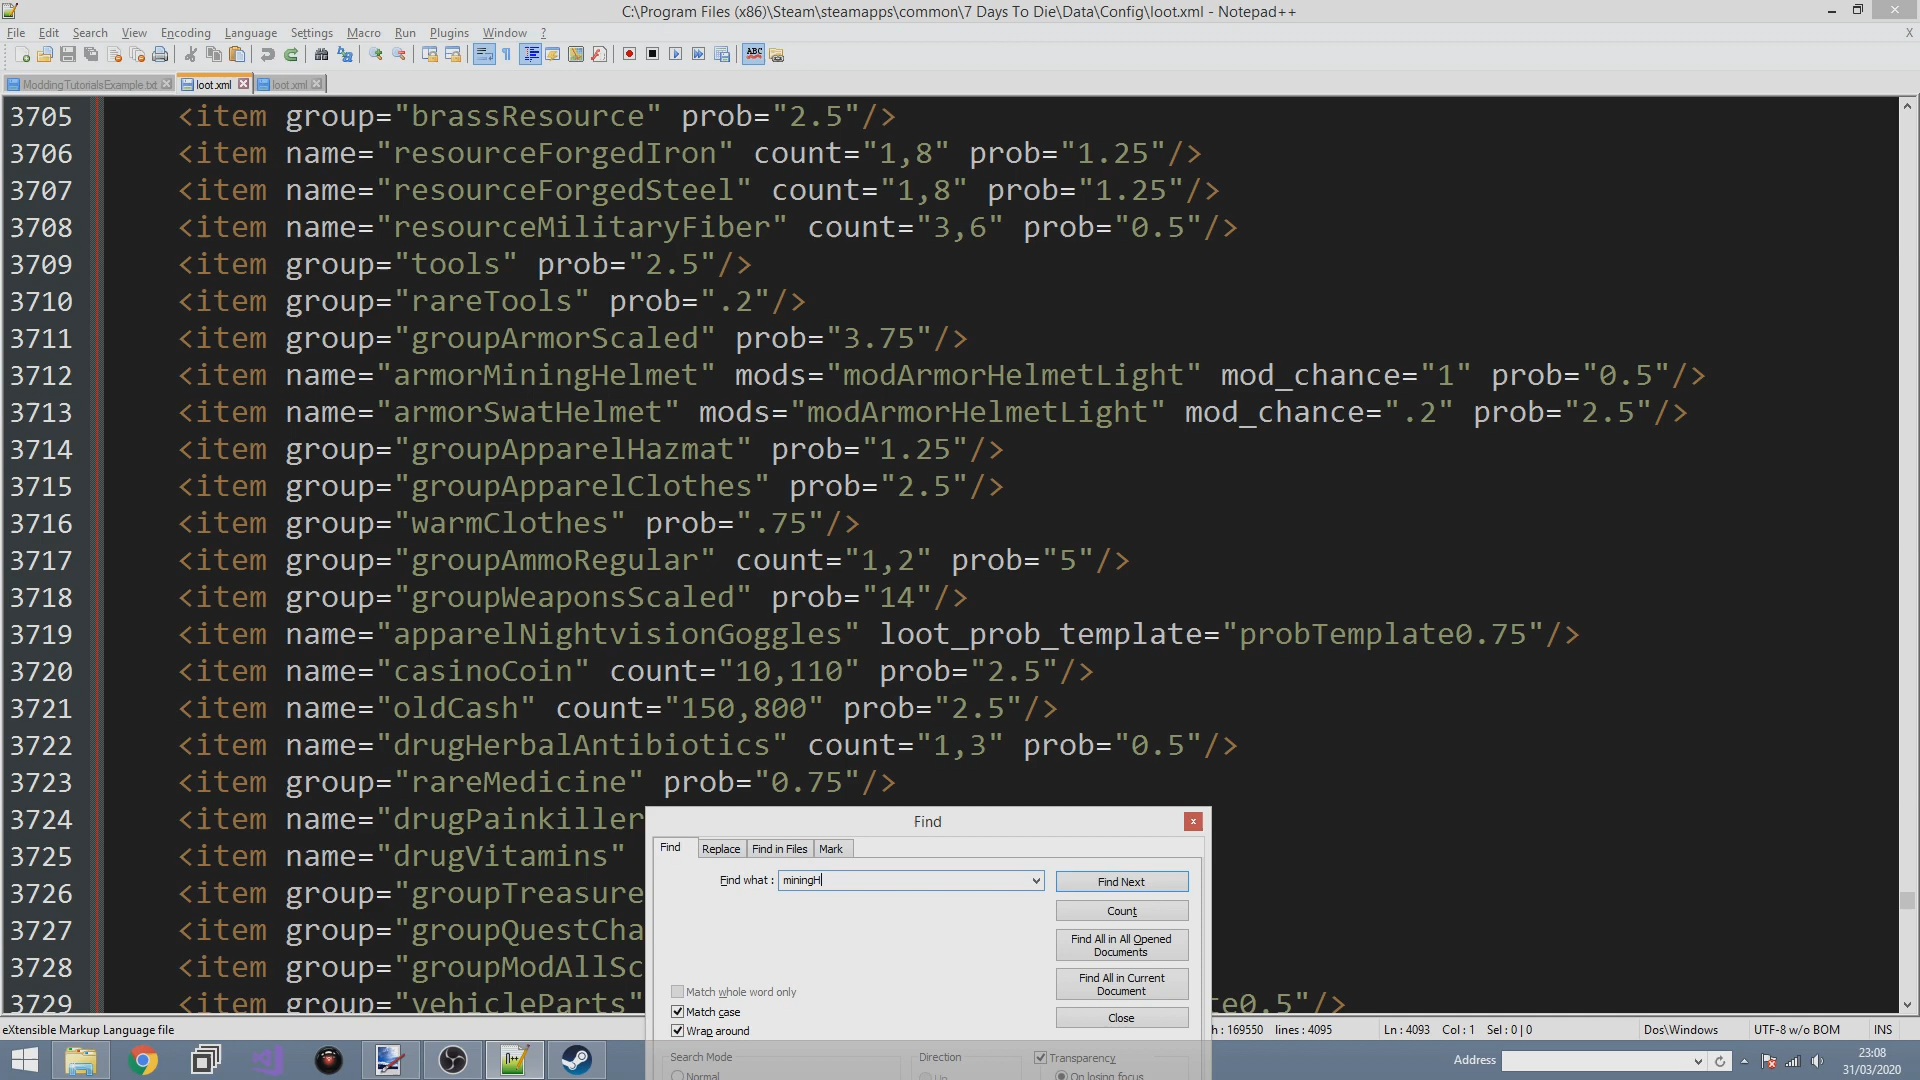 C:\Program Files (x86)\Steam\steamapps\common\7 Days To Die\Data\Config\loot.xml - Notepad++
File Edit Search View Encoding Language Settings Macro Run Plugins Window ? X
ModdingTutorialsExample.txt loot.xml loot.xml
3705 <item group="brassResource" prob="2.5"/>
3706 <item name="resourceForgedIron" count="1,8" prob="1.25"/>
3707 <item name="resourceForgedSteel" count="1,8" prob="1.25"/>
3708 <item name="resourceMilitaryFiber" count="3,6" prob="0.5"/>
3709 <item group="tools" prob="2.5"/>
3710 <item group="rareTools" prob=".2"/>
3711 <item group="groupArmorScaled" prob="3.75"/>
3712 <item name="armorMiningHelmet" mods="modArmorHelmetLight" mod_chance="1" prob="0.5"/>
3713 <item name="armorSwatHelmet" mods="modArmorHelmetLight" mod_chance=".2" prob="2.5"/>
3714 <item group="groupApparelHazmat" prob="1.25"/>
3715 <item group="groupApparelClothes" prob="2.5"/>
3716 <item group="warmClothes" prob=".75"/>
3717 <item group="groupAmmoRegular" count="1,2" prob="5"/>
3718 <item group="groupWeaponsScaled" prob="14"/>
3719 <item name="apparelNightvisionGoggles" loot_prob_template="probTemplate0.75"/>
3720 <item name="casinoCoin" count="10,110" prob="2.5"/>
3721 <item name="oldCash" count="150,800" prob="2.5"/>
3722 <item name="drugHerbalAntibiotics" count="1,3" prob="0.5"/>
3723 <item group="rareMedicine" prob="0.75"/>
3724 <item name="drugPainkiller
3725 <item name="drugVitamins"
3726 <item group="groupTreasure
3727 <item group="groupQuestCha
3728 <item group="groupModAllSc
3729 <item group="vehicleParts" te0.5"/>
Find
Find Replace Find in Files Mark
Find what : miningH
Find Next
Count
Find All in All Opened Documents
Find All in Current Document
Close
Match whole word only
Match case
Wrap around
Search Mode
Normal
Direction
Up
Transparency
On losing focus
eXtensible Markup Language file h : 169550 lines : 4095 Ln : 4093 Col : 1 Sel : 0 | 0 Dos\Windows UTF-8 w/o BOM INS
Address
23:08
31/03/2020